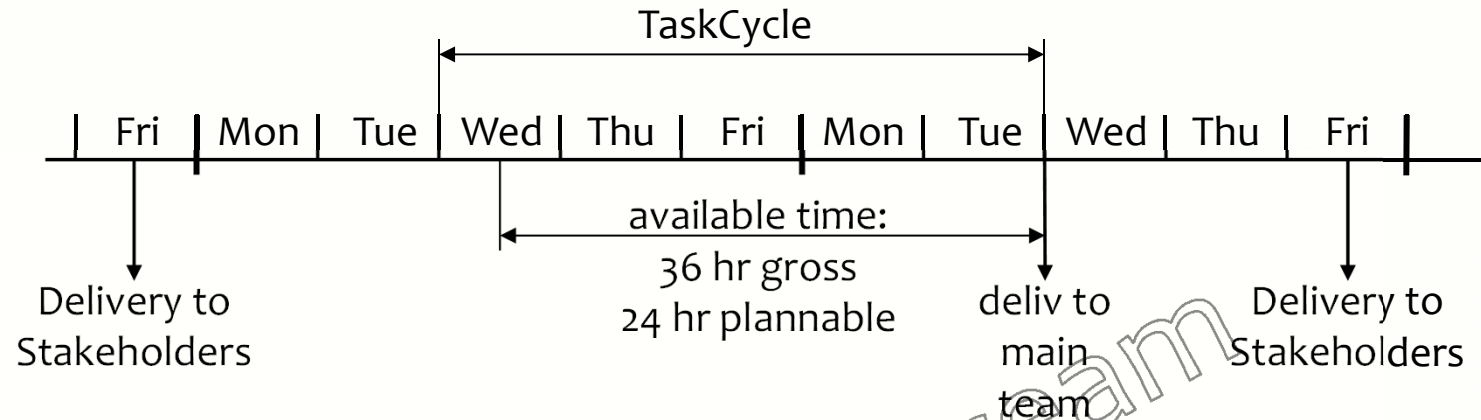 TaskCycle
Fri Mon Tue Wed Thu Fri Mon Tue Wed Thu Fri
available time:
36 hr gross
24 hr plannable
Delivery to
Stakeholders
deliv to
main
team
Delivery to
Stakeholders